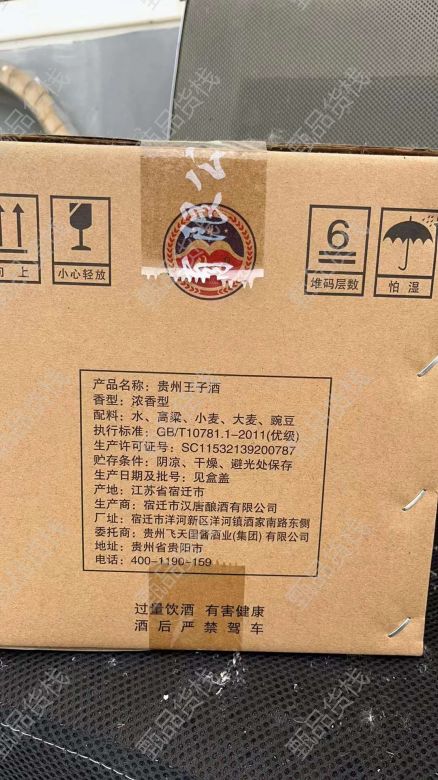 向上
小心轻放
6
堆码层数
怕湿
产品名称：贵州王子酒
香型：浓香型
配料：水、高粱、小麦、大麦、豌豆
执行标准：GB/T10781.1-2011(优级)
生产许可证号：SC11532139200787
贮存条件：阴凉、干燥、避光处保存
生产日期及批号：见盒盖
产地：江苏省宿迁市
生产商：宿迁市汉唐酿酒有限公司
厂址：宿迁市洋河新区洋河镇酒家南路东侧
委托商：贵州飞天国酱酒业(集团)有限公司
地址：贵州省贵阳市
电话：400-1190-159
过量饮酒 有害健康
酒后严禁驾车
甄品货栈